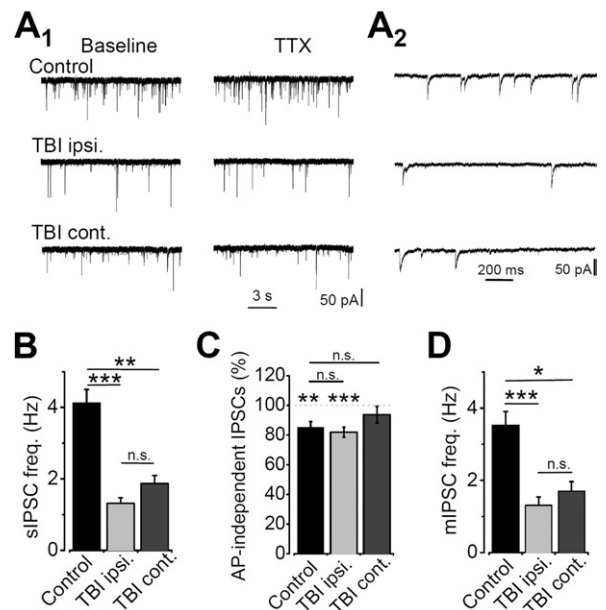 A1 A2
Baseline TTX
Control
TBI ipsi.
TBI cont.
200 ms 50 pA
3 s 50 pA
B C D
sIPSC freq. (Hz)
4
2
0
**
***
n.s.
Control
TBI ipsi.
TBI cont.
AP-independent IPSCs (%)
120
100
80
60
40
20
0
n.s.
n.s.
** ***
Control
TBI ipsi.
TBI cont.
mIPSC freq. (Hz)
4
2
0
*
***
n.s.
Control
TBI ipsi.
TBI cont.